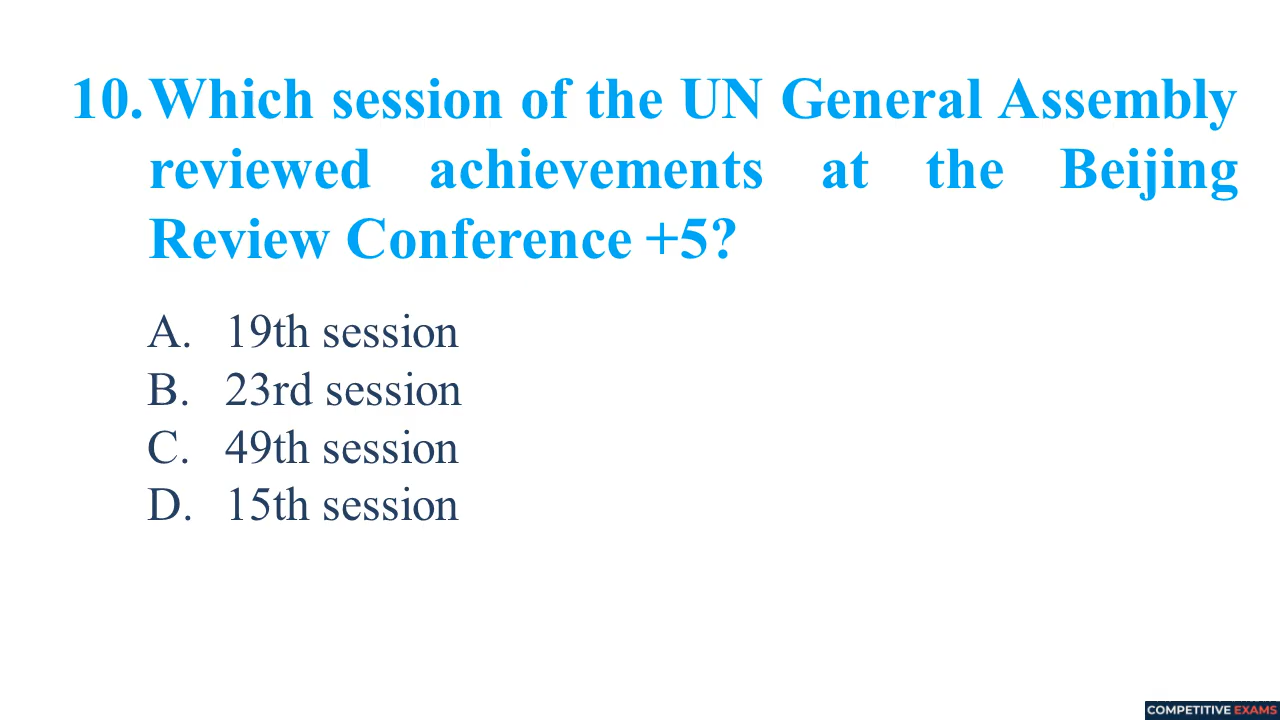 10. Which session of the UN General Assembly
reviewed achievements at the Beijing
Review Conference +5?
A. 19th session
B. 23rd session
C. 49th session
D. 15th session
COMPETITIVE EXAMS